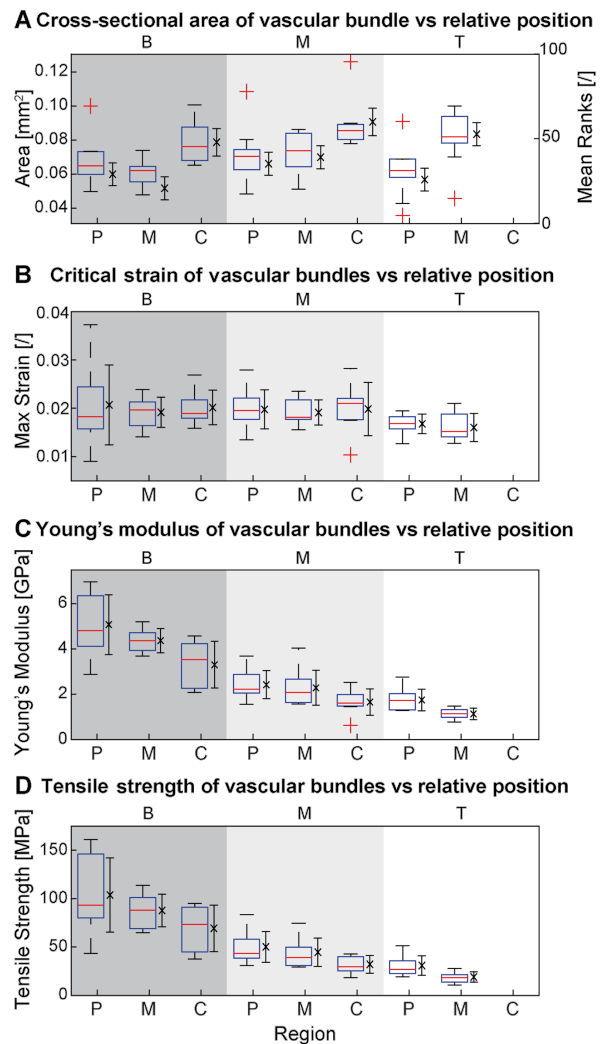 A Cross-sectional area of vascular bundle vs relative position
B M T
0.12 100
0.10
0.08 50
0.06
0.04 0
Area [mm²]
Mean Ranks [/]
P M C P M C P M C
B Critical strain of vascular bundles vs relative position
B M T
0.04
0.03
0.02
0.01
Max Strain [/]
P M C P M C P M C
C Young's modulus of vascular bundles vs relative position
B M T
6
4
2
0
Young's Modulus [GPa]
P M C P M C P M C
D Tensile strength of vascular bundles vs relative position
B M T
150
100
50
0
Tensile Strength [MPa]
P M C P M C P M C
Region